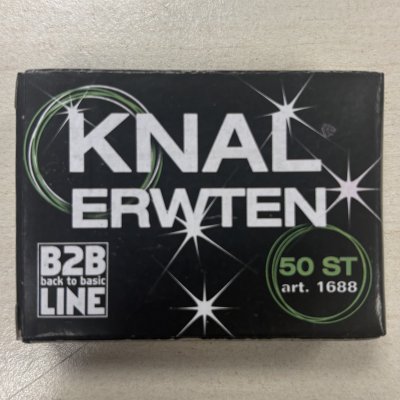 KNAL
ERWTEN
B2B
back to basic
LINE
50 ST
art. 1688